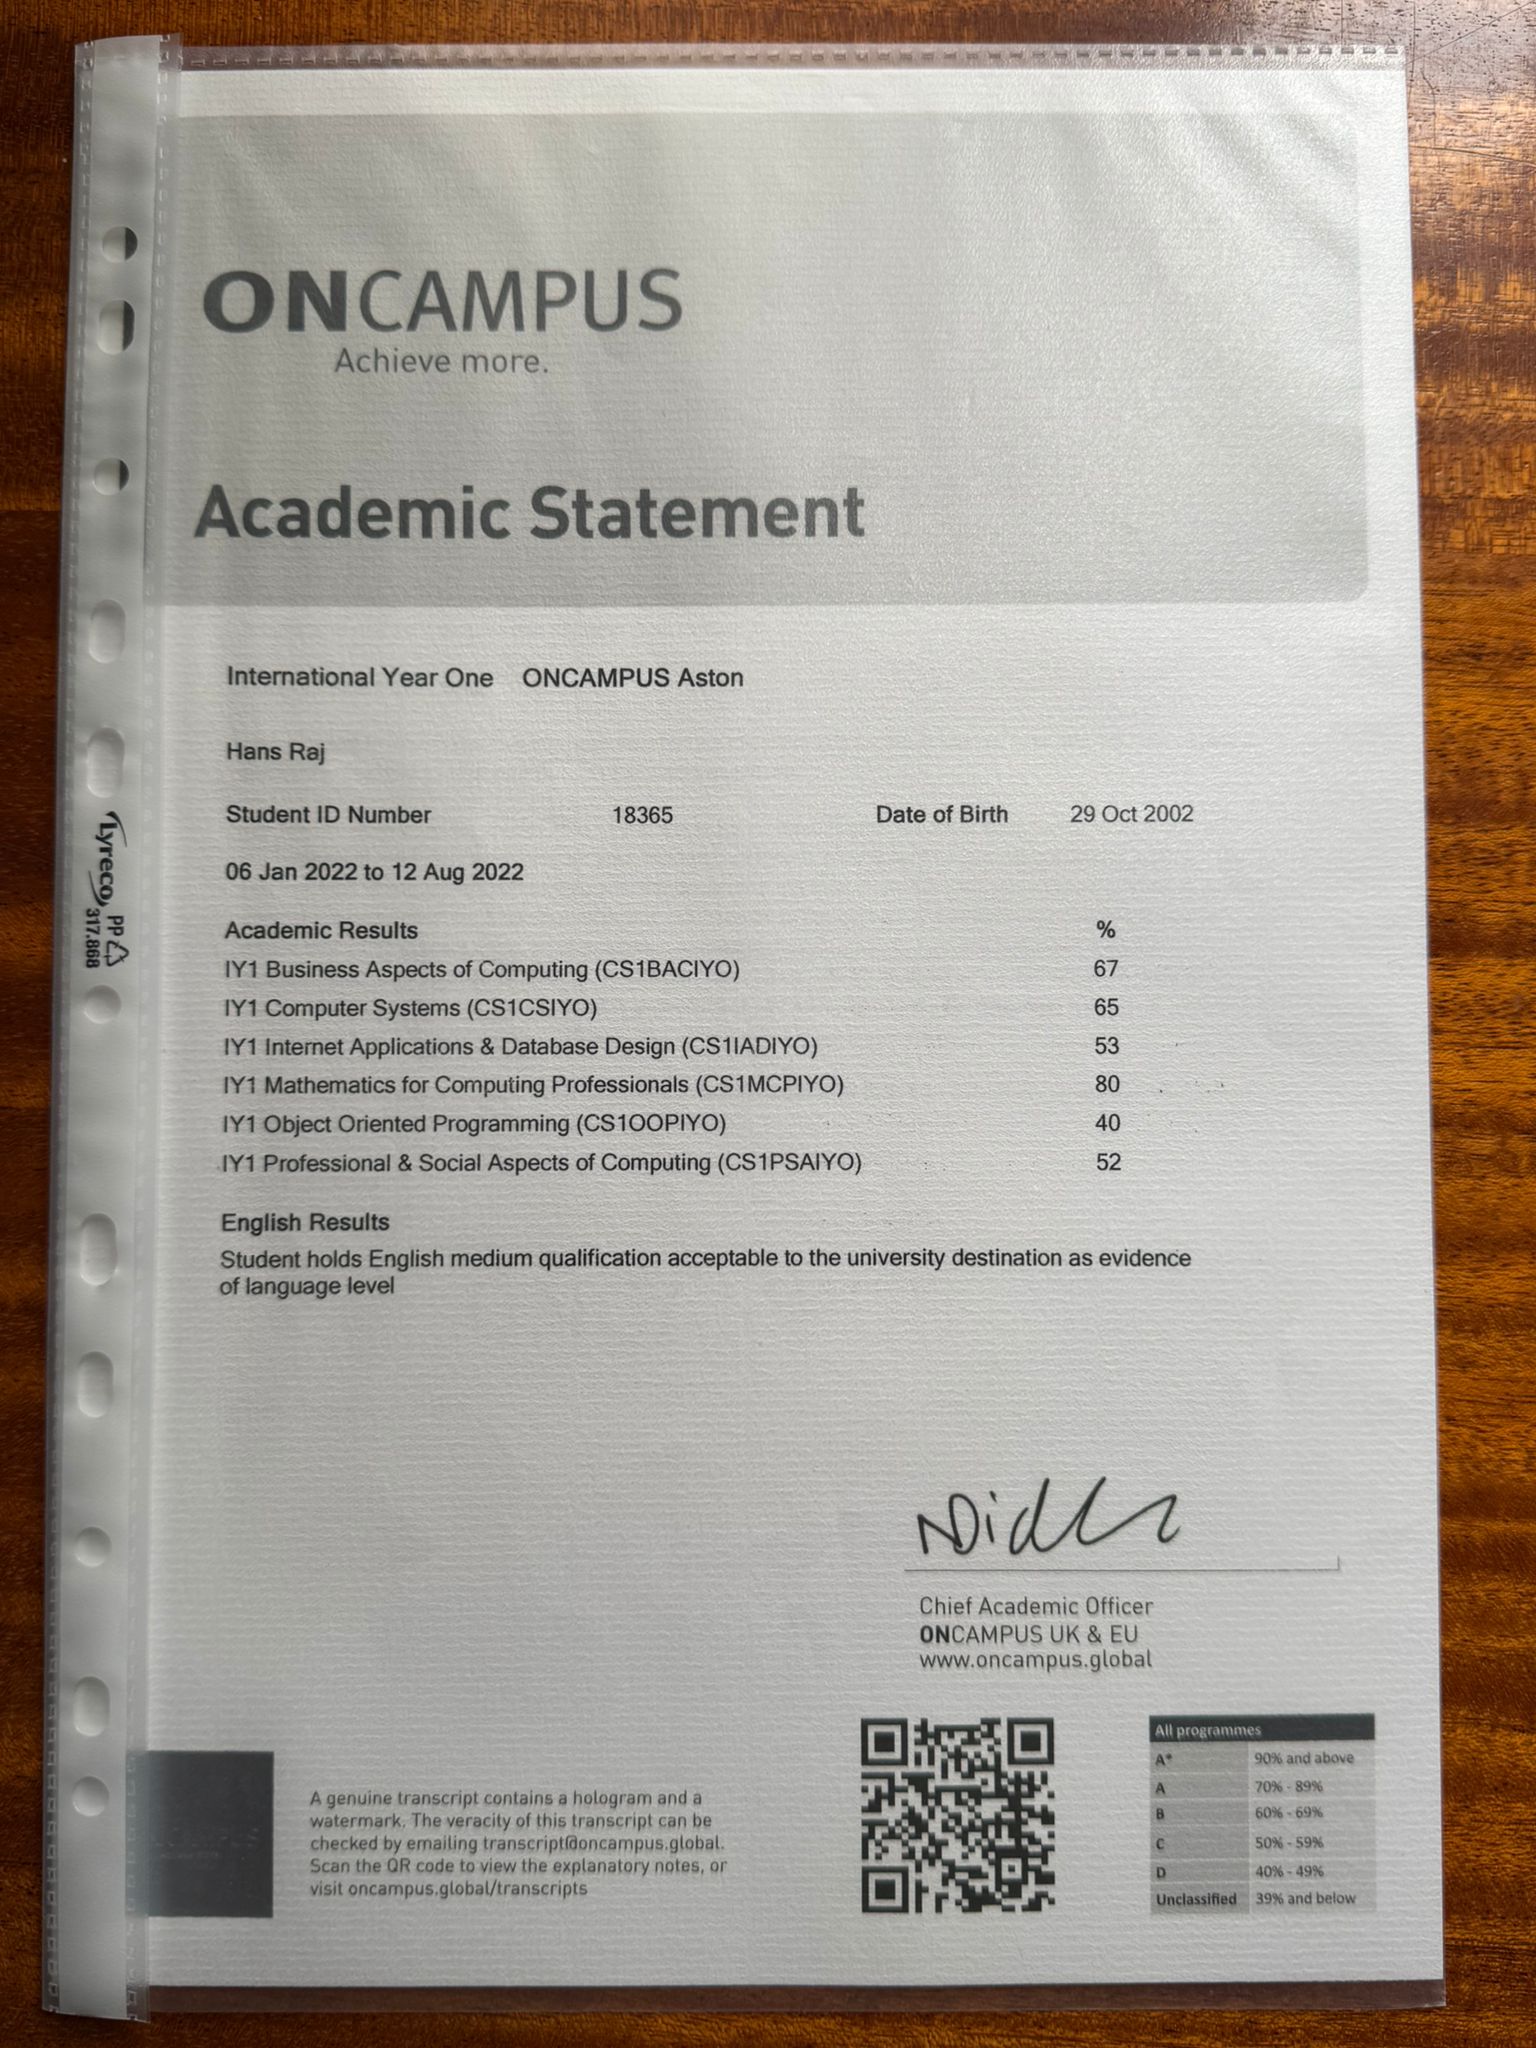 ONCAMPUS
Achieve more.
Academic Statement
International Year One ONCAMPUS Aston
Hans Raj
Student ID Number 18365 Date of Birth 29 Oct 2002
06 Jan 2022 to 12 Aug 2022
Academic Results %
IY1 Business Aspects of Computing (CS1BACIYO) 67
IY1 Computer Systems (CS1CSIYO) 65
IY1 Internet Applications & Database Design (CS1IADIYO) 53
IY1 Mathematics for Computing Professionals (CS1MCPIYO) 80
IY1 Object Oriented Programming (CS1OOPIYO) 40
IY1 Professional & Social Aspects of Computing (CS1PSAIYO) 52
English Results
Student holds English medium qualification acceptable to the university destination as evidence
of language level
Chief Academic Officer
ONCAMPUS UK & EU
www.oncampus.global
A genuine transcript contains a hologram and a
watermark. The veracity of this transcript can be
checked by emailing transcript@oncampus.global.
Scan the QR code to view the explanatory notes, or
visit oncampus.global/transcripts
All programmes
A* 90% and above
A 70% - 89%
B 60% - 69%
C 50% - 59%
D 40% - 49%
Unclassified 39% and below
Lyreco
PP
317.868